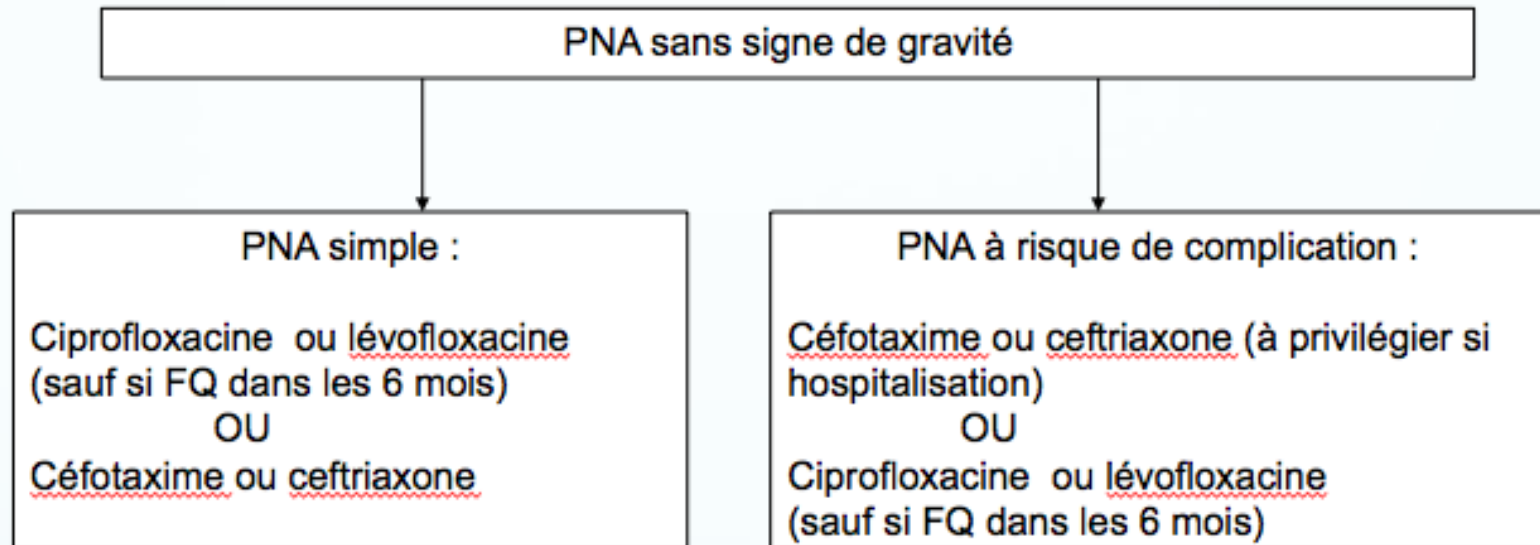 PNA sans signe de gravité
PNA simple :
Ciprofloxacine ou lévofloxacine
(sauf si FQ dans les 6 mois)
OU
Céfotaxime ou ceftriaxone
PNA à risque de complication :
Céfotaxime ou ceftriaxone (à privilégier si
hospitalisation)
OU
Ciprofloxacine ou lévofloxacine
(sauf si FQ dans les 6 mois)